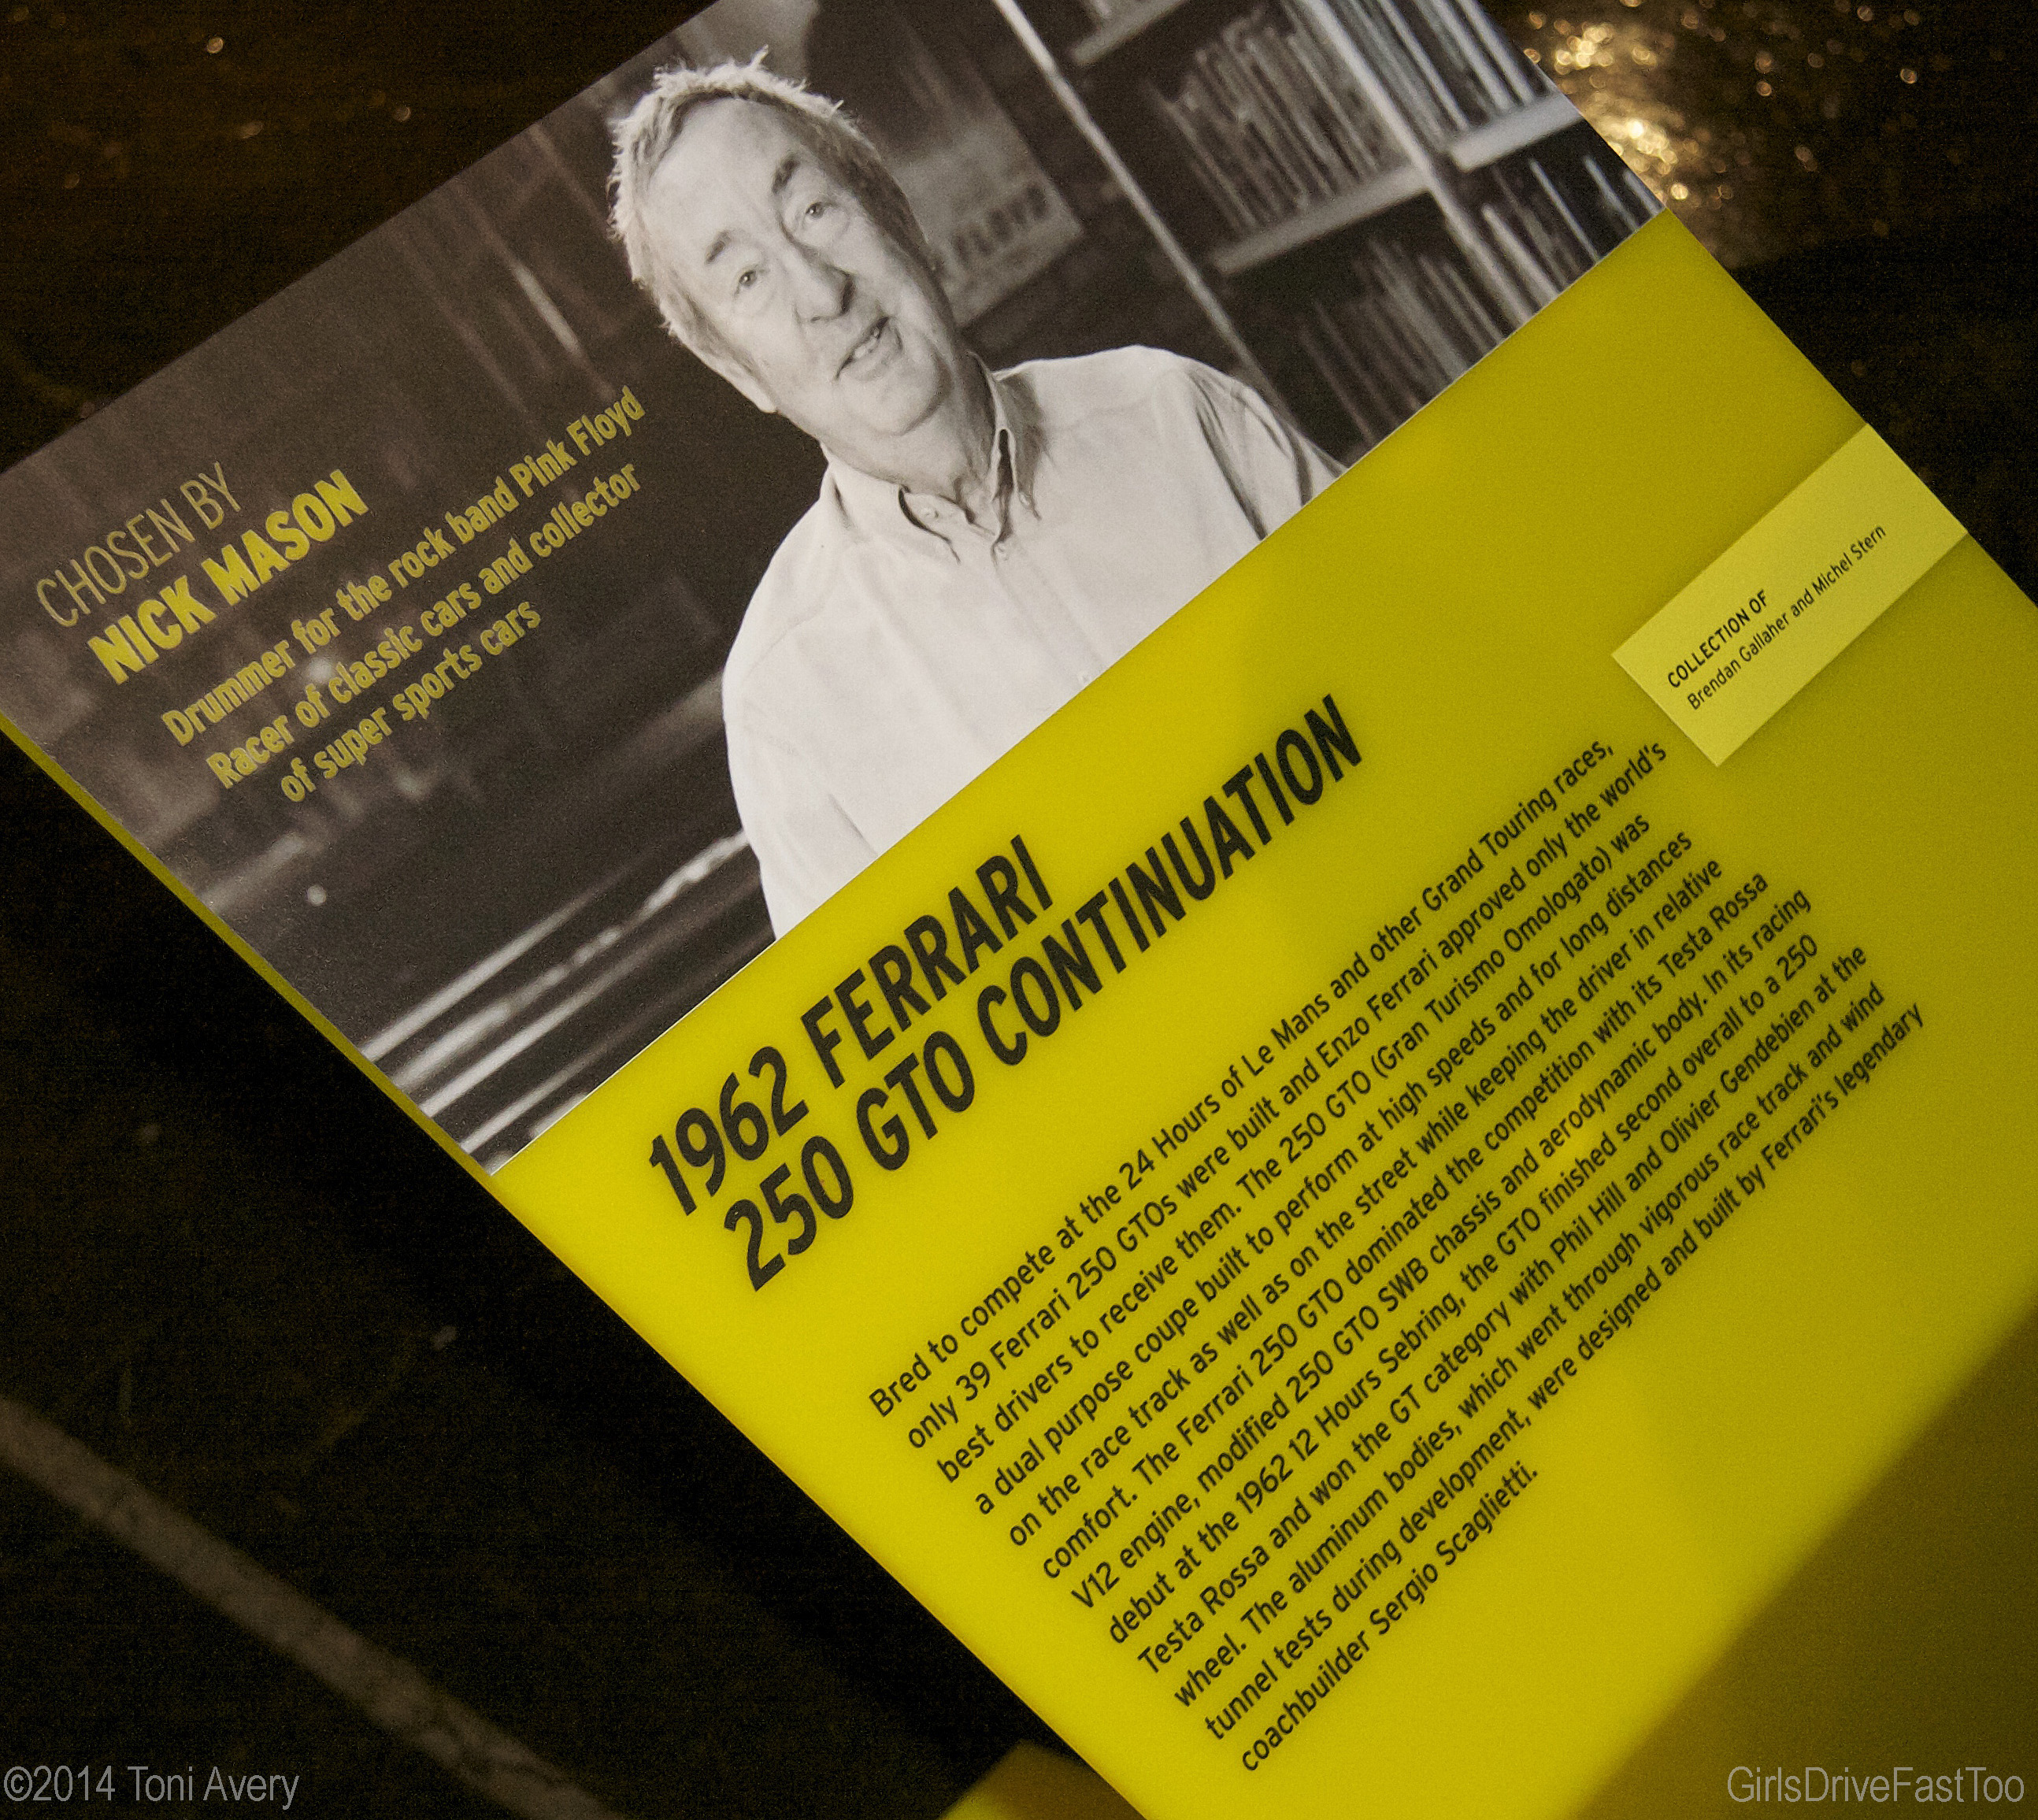 CHOSEN BY
NICK MASON
Drummer for the rock band Pink Floyd
Racer of classic cars and collector
of super sports cars
FLOYD
COLLECTION OF
Brendan Gallaher and Michel Stern
1962 FERRARI
250 GTO CONTINUATION
Bred to compete at the 24 Hours of Le Mans and other Grand Touring races,
only 39 Ferrari 250 GTOs were built and Enzo Ferrari approved only the world's
best drivers to receive them. The 250 GTO (Gran Turismo Omologato) was
a dual purpose coupe built to perform at high speeds and for long distances
on the race track as well as on the street while keeping the driver in relative
comfort. The Ferrari 250 GTO dominated the competition with its Testa Rossa
V12 engine, modified 250 GTO SWB chassis and aerodynamic body. In its racing
debut at the 1962 12 Hours Sebring, the GTO finished second overall to a 250
Testa Rossa and won the GT category with Phil Hill and Olivier Gendebien at the
wheel. The aluminum bodies, which went through vigorous race track and wind
tunnel tests during development, were designed and built by Ferrari's legendary
coachbuilder Sergio Scaglietti.
©2014 Toni Avery
GirlsDriveFastToo